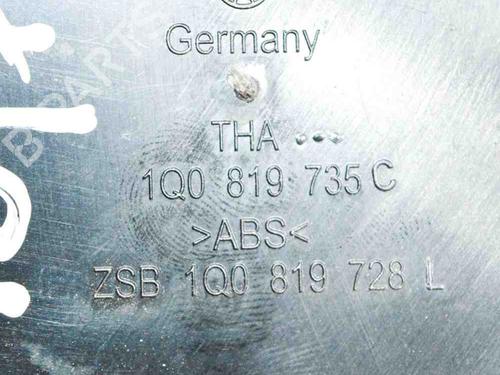 Germany
THA
1Q0 819 735 C
>ABS<
ZSB 1Q0 819 728 L